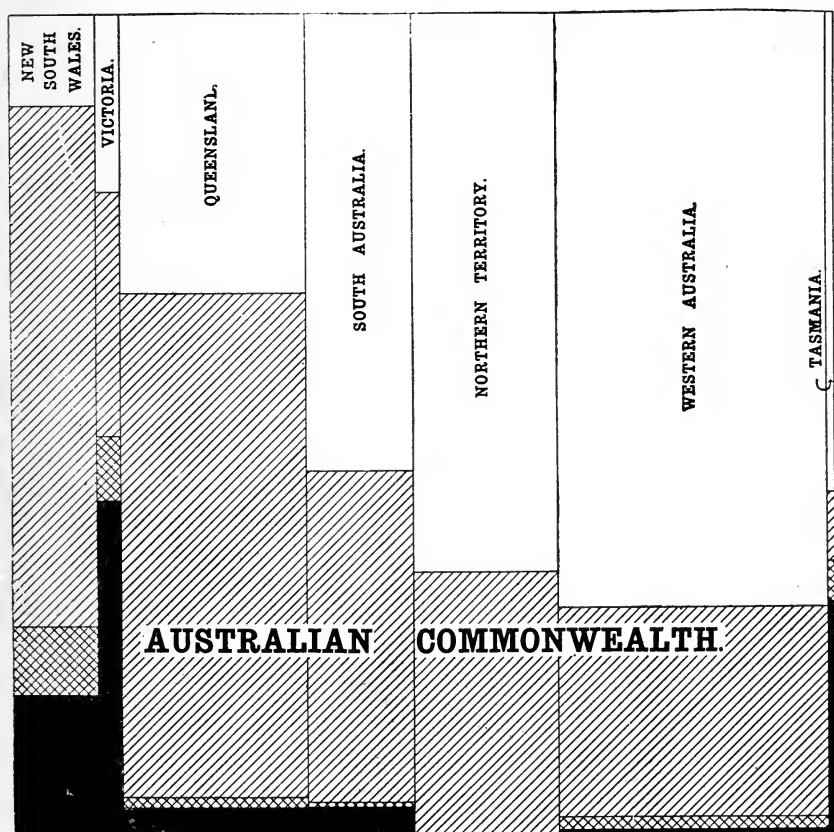 NEW
SOUTH
WALES.
VICTORIA.
QUEENSLAND.
SOUTH AUSTRALIA.
NORTHERN TERRITORY.
WESTERN AUSTRALIA.
TASMANIA.
AUSTRALIAN COMMONWEALTH.